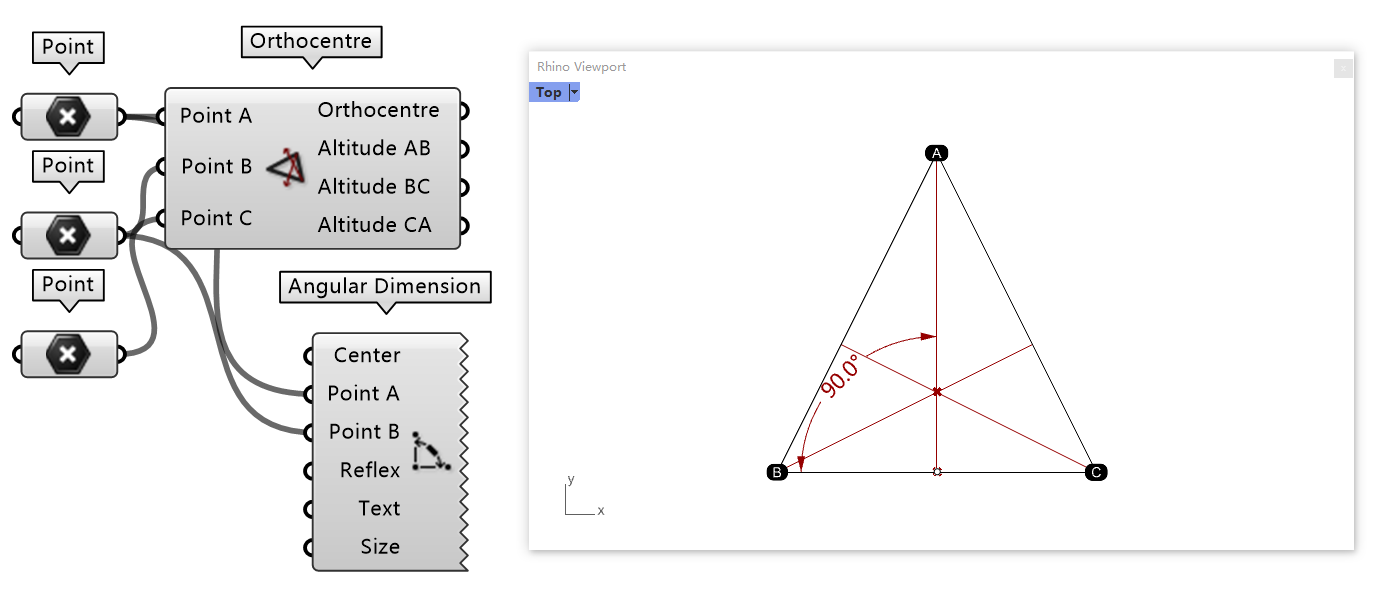 Point
Orthocentre
Point A
Point B
Point C
Orthocentre
Altitude AB
Altitude BC
Altitude CA
Point
Point
Angular Dimension
Center
Point A
Point B
Reflex
Text
Size
Rhino Viewport
x
Top
A
90.0°
B
C
y
x